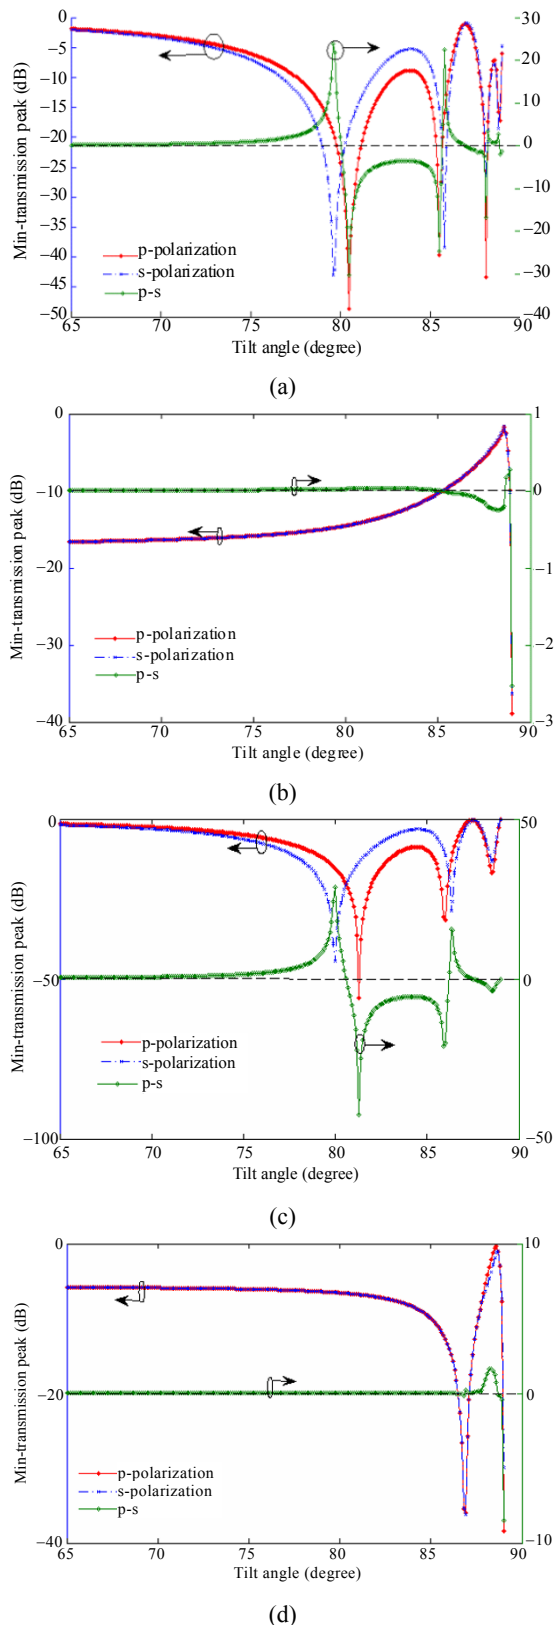 0
−5
−10
−15
−20
−25
−30
−35
−40
−45
−50
30
20
10
0
−10
−20
−30
−40
65
70
75
80
85
90
Min-transmission peak (dB)
p-polarization
s-polarization
p-s
Tilt angle (degree)
(a)
0
−10
−20
−30
−40
1
0
−1
−2
−3
65
70
75
80
85
90
Min-transmission peak (dB)
p-polarization
s-polarization
p-s
Tilt angle (degree)
(b)
0
−50
−100
50
0
−50
65
70
75
80
85
90
Min-transmission peak (dB)
p-polarization
s-polarization
p-s
Tilt angle (degree)
(c)
0
−20
−40
10
0
−10
65
70
75
80
85
90
Min-transmission peak (dB)
p-polarization
s-polarization
p-s
Tilt angle (degree)
(d)